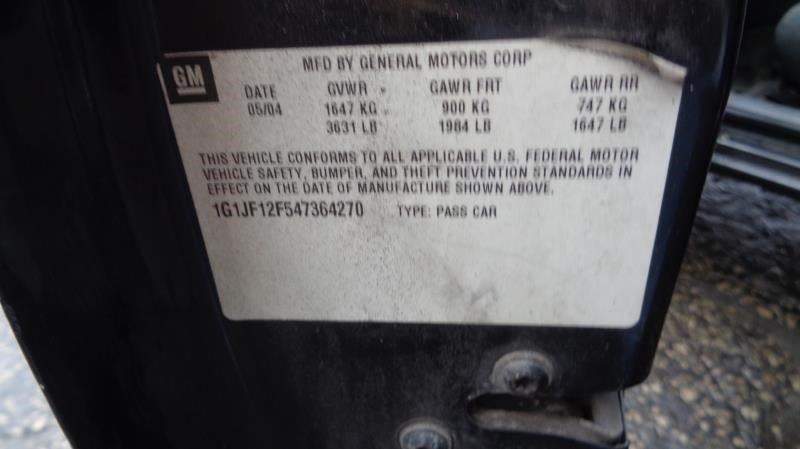 GM
MFD BY GENERAL MOTORS CORP
DATE GVWR GAWR FRT GAWR RR
05/04 1647 KG 900 KG 747 KG
3631 LB 1984 LB 1647 LB
THIS VEHICLE CONFORMS TO ALL APPLICABLE U.S. FEDERAL MOTOR
VEHICLE SAFETY, BUMPER, AND THEFT PREVENTION STANDARDS IN
EFFECT ON THE DATE OF MANUFACTURE SHOWN ABOVE.
1G1JF12F547364270 TYPE: PASS CAR